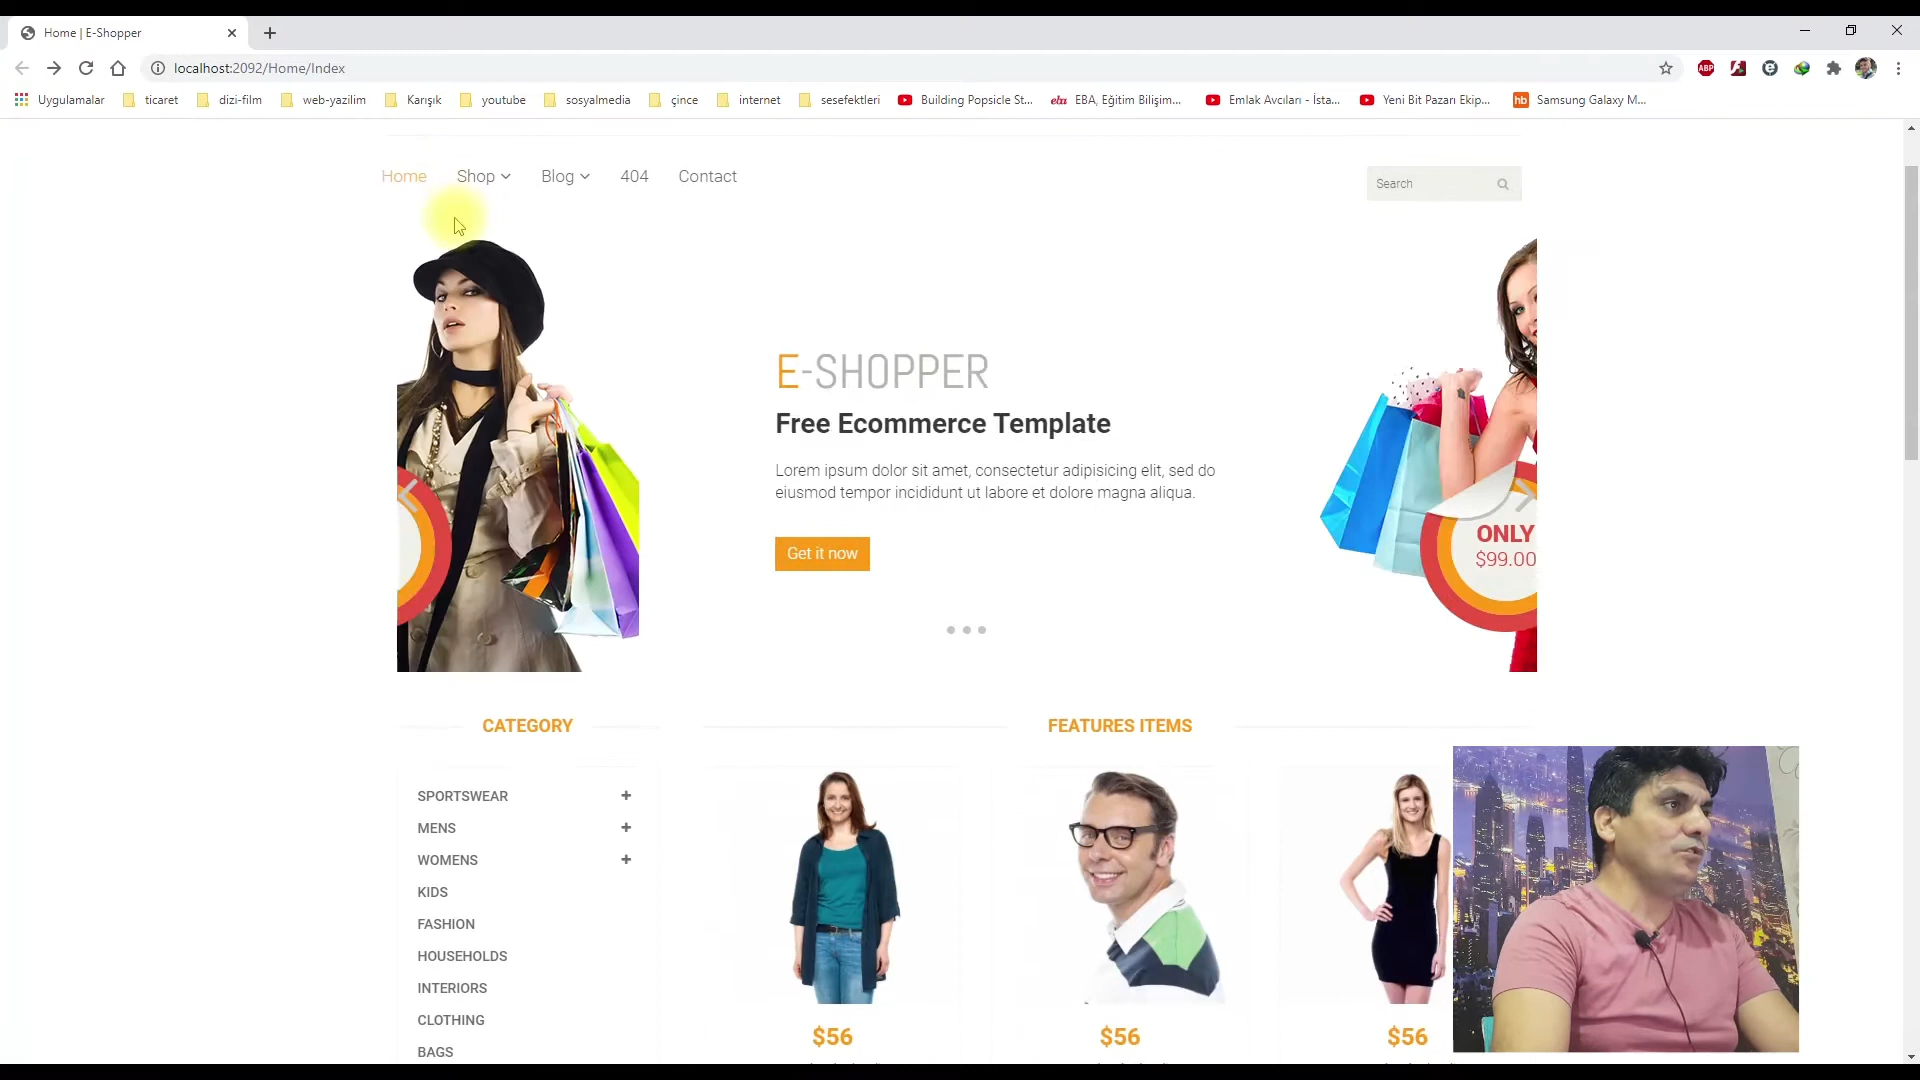 Home | E-Shopper
localhost:2092/Home/Index
ABP
Uygulamalar
ticaret
dizi-film
web-yazilim
Karışık
youtube
sosyalmedia
çince
internet
sesefektleri
Building Popsicle St...
eba
EBA, Eğitim Bilişim...
Emlak Avcıları - İsta...
Yeni Bit Pazarı Ekip...
hb
Samsung Galaxy M...
Home
Shop
Blog
404
Contact
Search
E-SHOPPER
Free Ecommerce Template
Lorem ipsum dolor sit amet, consectetur adipisicing elit, sed do
eiusmod tempor incididunt ut labore et dolore magna aliqua.
Get it now
ONLY
$99.00
CATEGORY
SPORTSWEAR
MENS
WOMENS
KIDS
FASHION
HOUSEHOLDS
INTERIORS
CLOTHING
BAGS
FEATURES ITEMS
$56
$56
$56